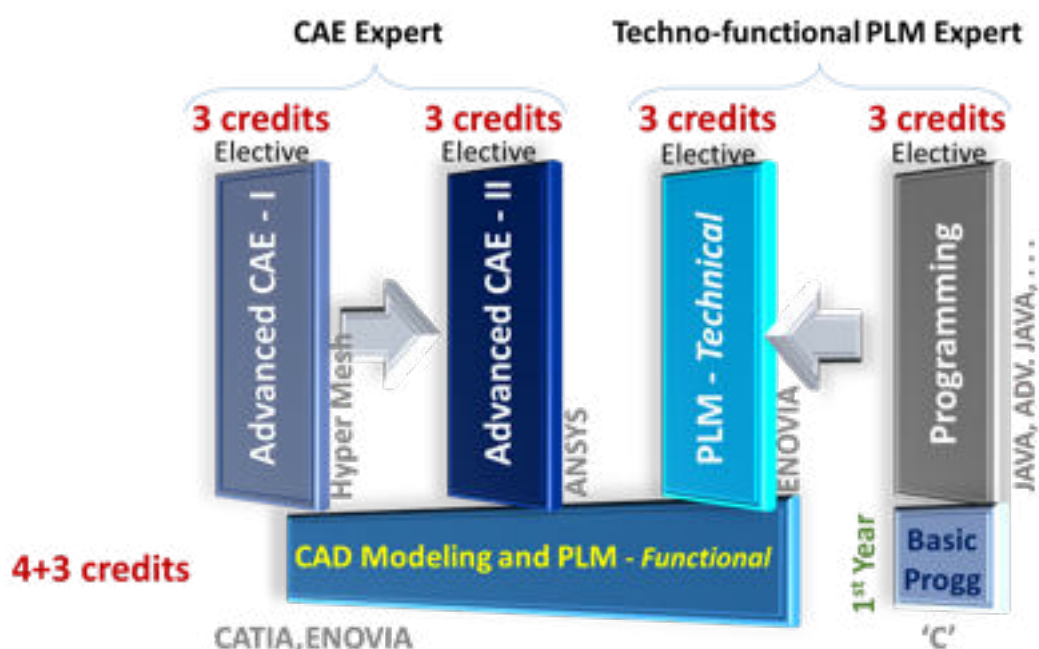 CAE Expert
Techno-functional PLM Expert
3 credits
3 credits
3 credits
3 credits
Elective
Elective
Elective
Elective
Advanced CAE - I
Hyper Mesh
Advanced CAE - II
ANSYS
PLM - Technical
ENOVIA
Programming
JAVA, ADV. JAVA, . . .
4+3 credits
CAD Modeling and PLM - Functional
CATIA,ENOVIA
1st Year
Basic
Progg
‘C’